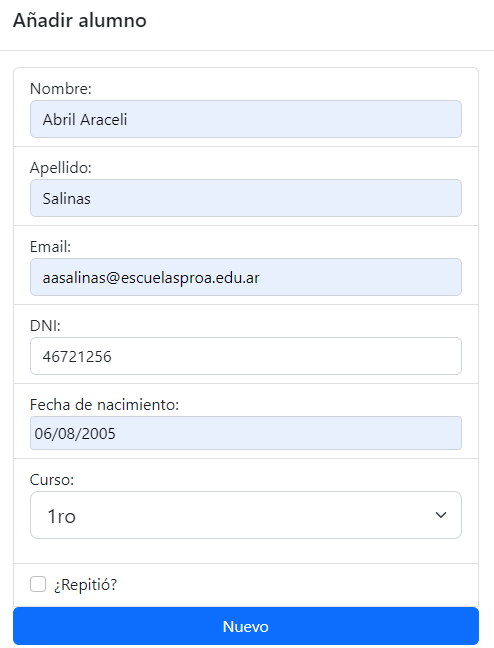 Añadir alumno
Nombre:
Abril Araceli
Apellido:
Salinas
Email:
aasalinas@escuelasproa.edu.ar
DNI:
46721256
Fecha de nacimiento:
06/08/2005
Curso:
1ro
¿Repitió?
Nuevo